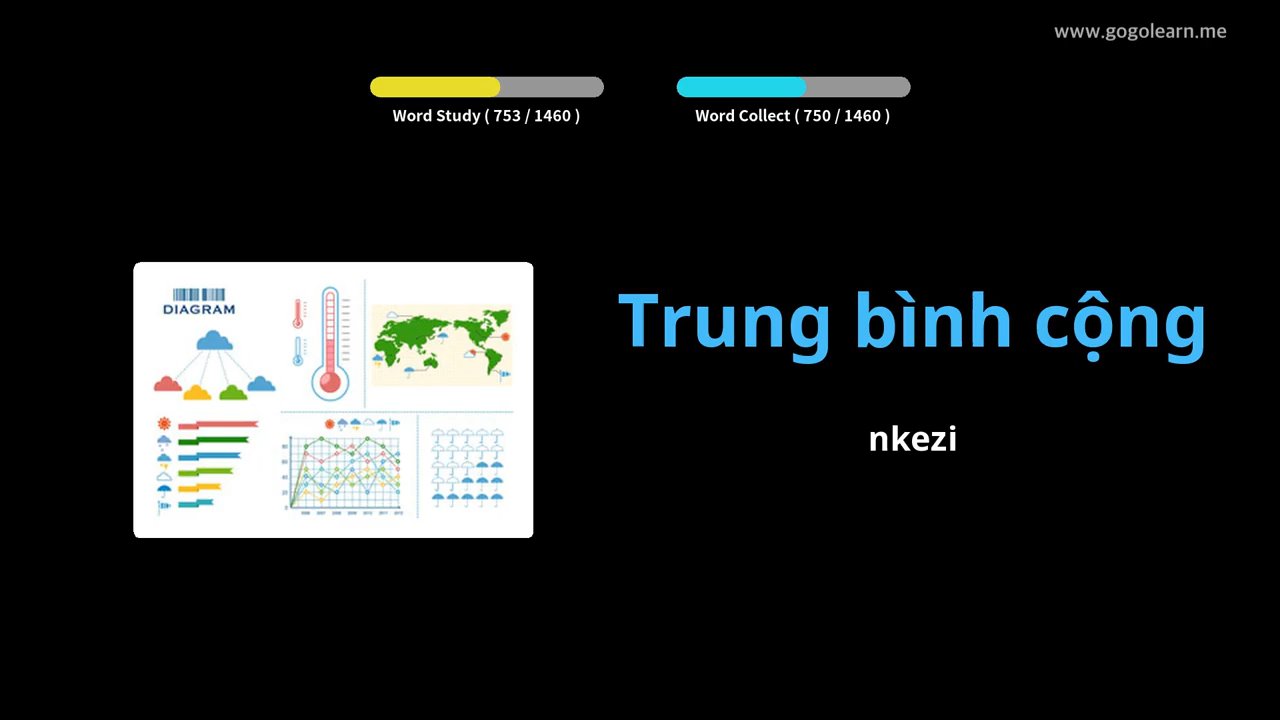 www.gogolearn.me
Word Study ( 753 / 1460 )
Word Collect ( 750 / 1460 )
DIAGRAM
Trung bình cộng
nkezi